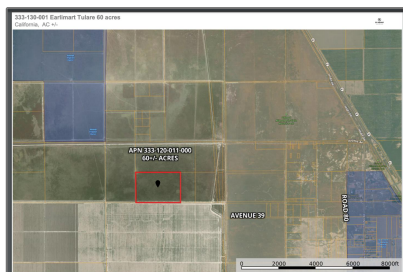 333-130-001 Earlimart Tulare 60 acres
California, AC +/-
APN 333-120-011-000
60+/- ACRES
AVENUE 39
ROAD 80
0 2000 4000 6000 8000ft